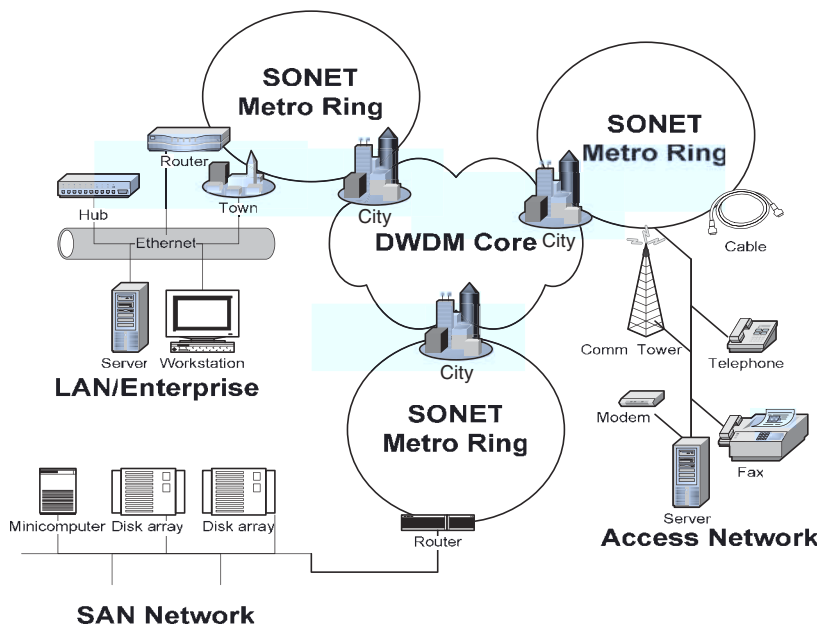 SONET
Metro Ring
SONET
Metro Ring
Router
Hub
Town
City
City
DWDM Core
Cable
Ethernet
Server
Workstation
LAN/Enterprise
City
Comm Tower
Telephone
SONET
Metro Ring
Modem
Fax
Server
Access Network
Minicomputer
Disk array
Disk array
Router
SAN Network